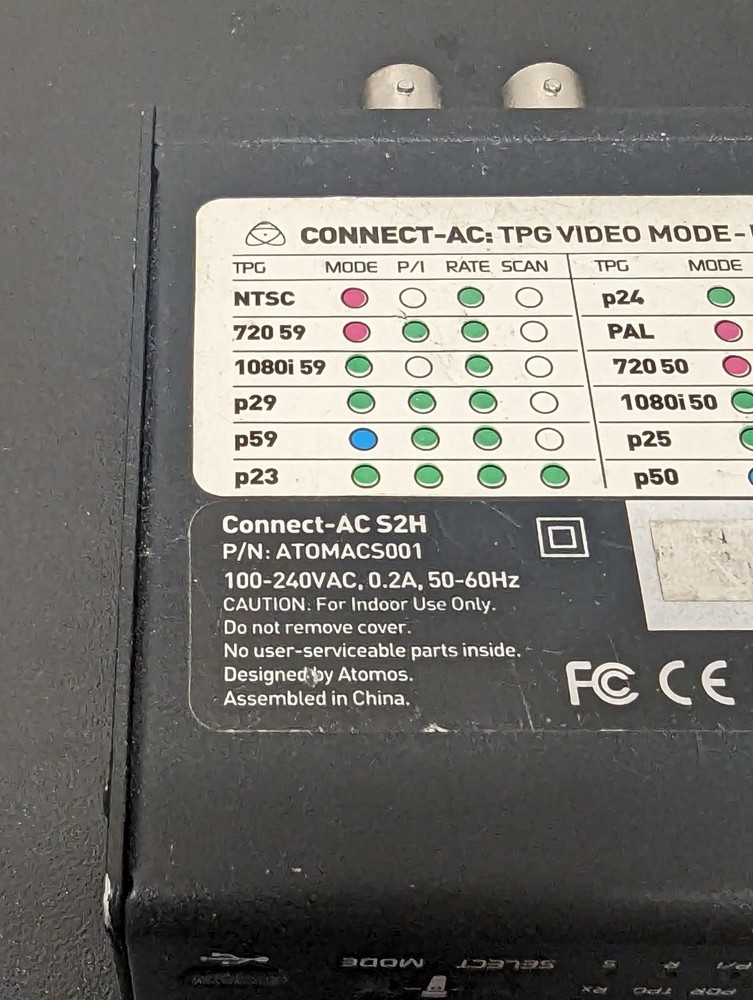 CONNECT-AC: TPG VIDEO MODE -
TPG MODE P/I RATE SCAN TPG MODE
NTSC p24
720 59 PAL
1080i 59 720 50
p29 1080i 50
p59 p25
p23 p50
Connect-AC S2H
P/N: ATOMACS001
100-240VAC, 0.2A, 50-60Hz
CAUTION: For Indoor Use Only.
Do not remove cover.
No user-serviceable parts inside.
Designed by Atomos.
Assembled in China.
FC CE
MODE SELECT S R P/I
RX TPG PDR